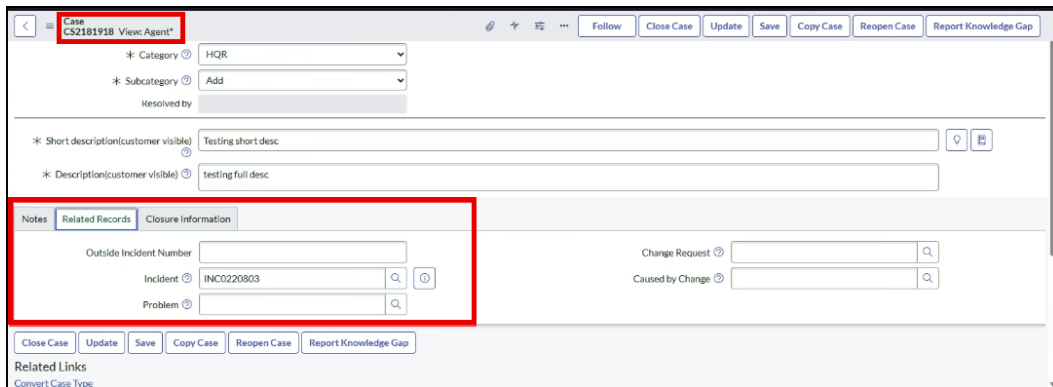 Case
CS2181918 View: Agent*
Follow
Close Case
Update
Save
Copy Case
Reopen Case
Report Knowledge Gap
Category
HQR
Subcategory
Add
Resolved by
Short description(customer visible)
Testing short desc
Description(customer visible)
testing full desc
Notes
Related Records
Closure Information
Outside Incident Number
Incident
INC0220803
Problem
Change Request
Caused by Change
Close Case
Update
Save
Copy Case
Reopen Case
Report Knowledge Gap
Related Links
Convert Case Type